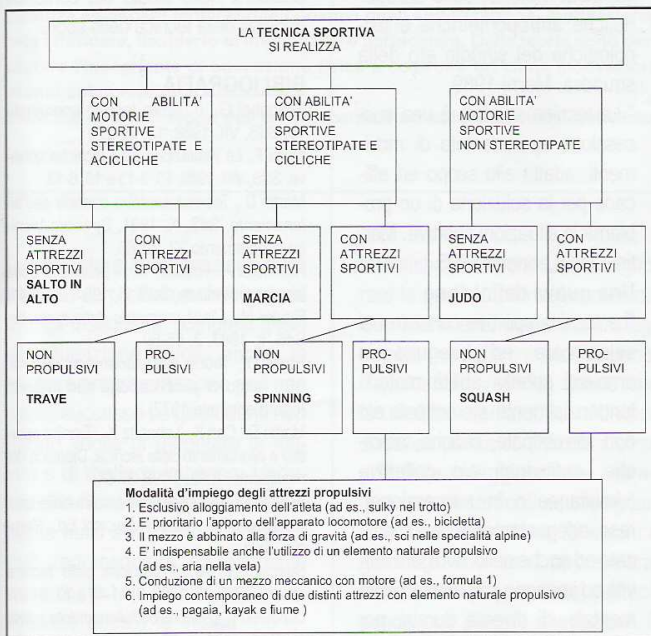 LA TECNICA SPORTIVA
SI REALIZZA
CON ABILITA'
MOTORIE
SPORTIVE
STEREOTIPATE E
ACICLICHE
CON ABILITA'
MOTORIE
SPORTIVE
STEREOTIPATE E
CICLICHE
CON ABILITA'
MOTORIE
SPORTIVE
NON STEREOTIPATE
SENZA
ATTREZZI
SPORTIVI
SALTO IN
ALTO
CON
ATTREZZI
SPORTIVI
SENZA
ATTREZZI
SPORTIVI
MARCIA
CON
ATTREZZI
SPORTIVI
SENZA
ATTREZZI
SPORTIVI
JUDO
CON
ATTREZZI
SPORTIVI
NON
PROPULSIVI
TRAVE
PRO-
PULSIVI
NON
PROPULSIVI
SPINNING
PRO-
PULSIVI
NON
PROPULSIVI
SQUASH
PRO-
PULSIVI
Modalità d'impiego degli attrezzi propulsivi
1. Esclusivo alloggiamento dell'atleta (ad es., sulky nel trotto)
2. E' prioritario l'apporto dell'apparato locomotore (ad es., bicicletta)
3. Il mezzo è abbinato alla forza di gravità (ad es., sci nelle specialità alpine)
4. E' indispensabile anche l'utilizzo di un elemento naturale propulsivo
(ad es., aria nella vela)
5. Conduzione di un mezzo meccanico con motore (ad es., formula 1)
6. Impiego contemporaneo di due distinti attrezzi con elemento naturale propulsivo
(ad es., pagaia, kayak e fiume )